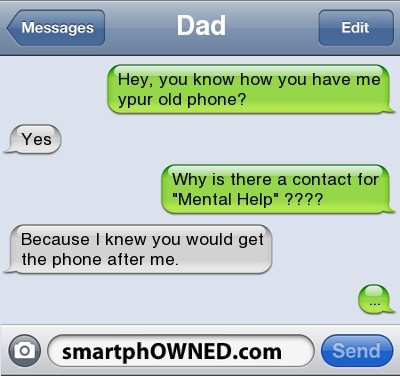 Messages
Dad
Edit
Hey, you know how you have me
ypur old phone?
Yes
Why is there a contact for
"Mental Help" ????
Because I knew you would get
the phone after me.
...
smartphOWNED.com
Send